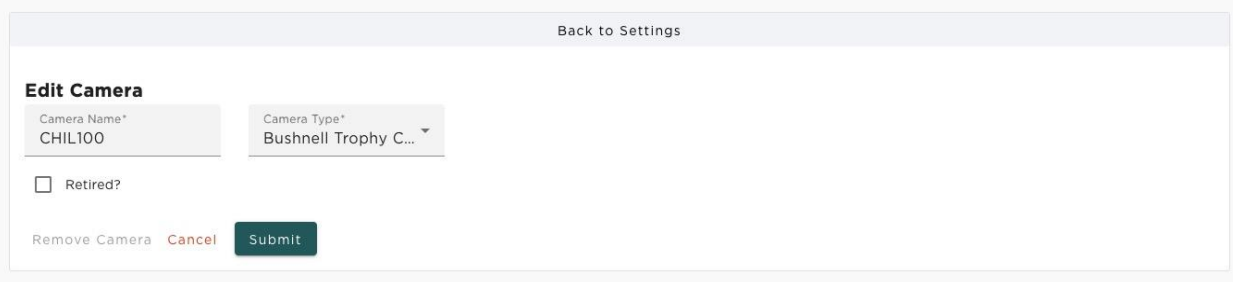 Back to Settings
Edit Camera
Camera Name*
CHIL100
Camera Type*
Bushnell Trophy C...
Retired?
Remove Camera Cancel Submit